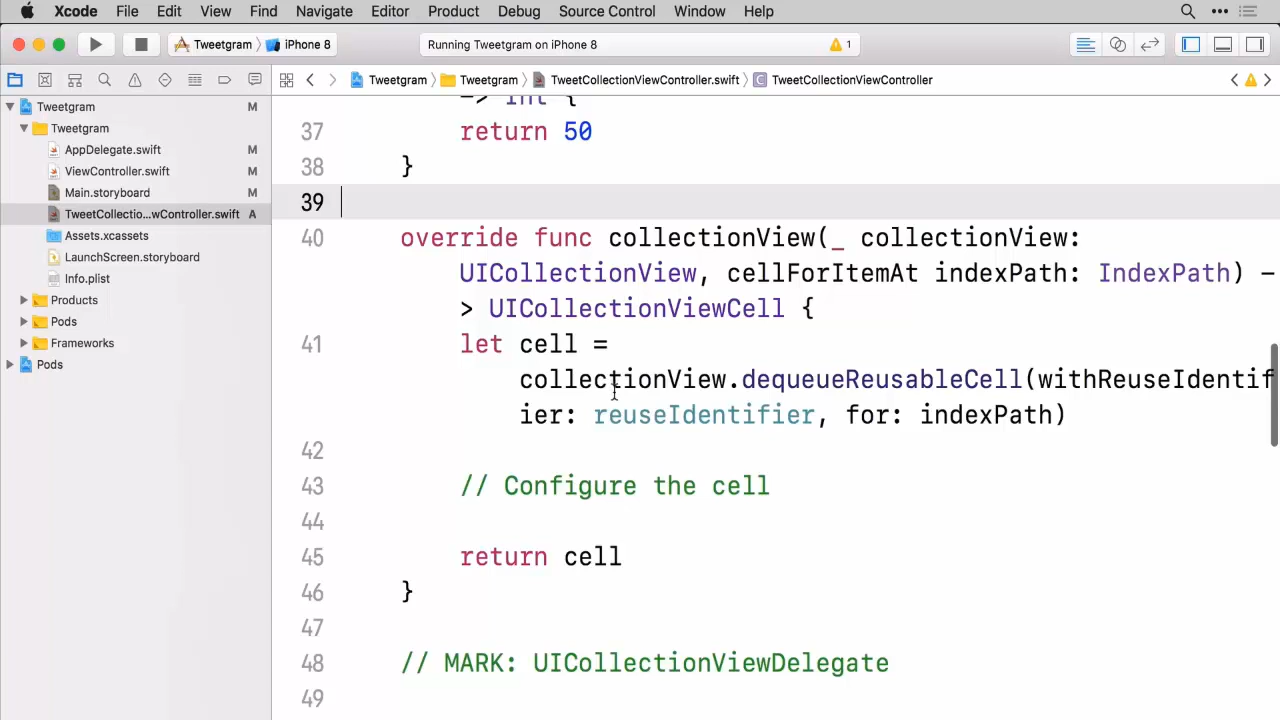 Xcode File Edit View Find Navigate Editor Product Debug Source Control Window Help
Tweetgram iPhone 8
Running Tweetgram on iPhone 8
1
Tweetgram Tweetgram TweetCollectionViewController.swift TweetCollectionViewController
Tweetgram M
Tweetgram
AppDelegate.swift M
ViewController.swift M
Main.storyboard M
TweetCollectio...wController.swift A
Assets.xcassets
LaunchScreen.storyboard
Info.plist
Products
Pods
Frameworks
Pods
-> Int {
37 return 50
38 }
39
40 override func collectionView(_ collectionView:
UICollectionView, cellForItemAt indexPath: IndexPath) -
> UICollectionViewCell {
41 let cell =
collectionView.dequeueReusableCell(withReuseIdentif
ier: reuseIdentifier, for: indexPath)
42
43 // Configure the cell
44
45 return cell
46 }
47
48 // MARK: UICollectionViewDelegate
49